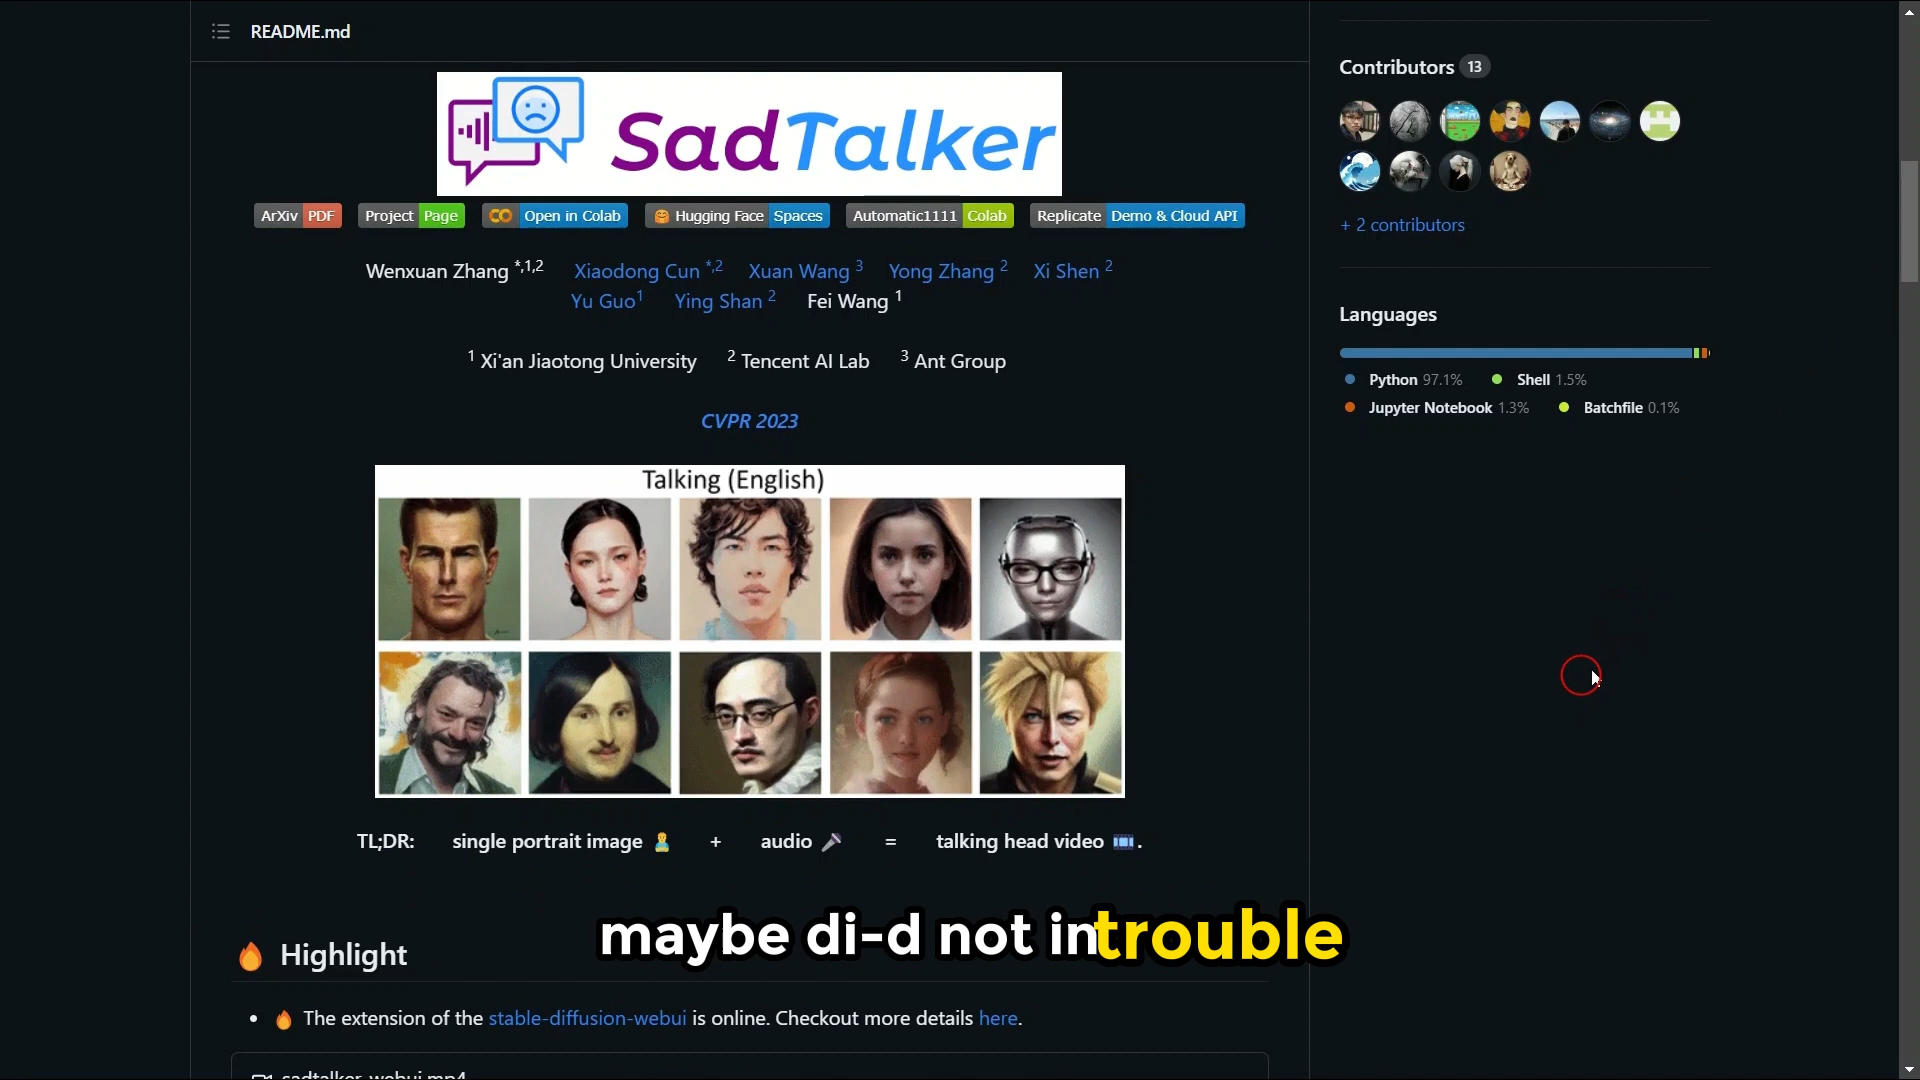 README.md
SadTalker
ArXiv PDF Project Page Open in Colab Hugging Face Spaces Automatic1111 Colab Replicate Demo & Cloud API
Wenxuan Zhang *,1,2 Xiaodong Cun *,2 Xuan Wang 3 Yong Zhang 2 Xi Shen 2
Yu Guo1 Ying Shan 2 Fei Wang 1
1 Xi'an Jiaotong University 2 Tencent AI Lab 3 Ant Group
CVPR 2023
Talking (English)
TL;DR: single portrait image + audio = talking head video .
Highlight
The extension of the stable-diffusion-webui is online. Checkout more details here.
sadtalker_webui.mp4
maybe di-d not in trouble
Contributors 13
+ 2 contributors
Languages
Python 97.1% Shell 1.5%
Jupyter Notebook 1.3% Batchfile 0.1%